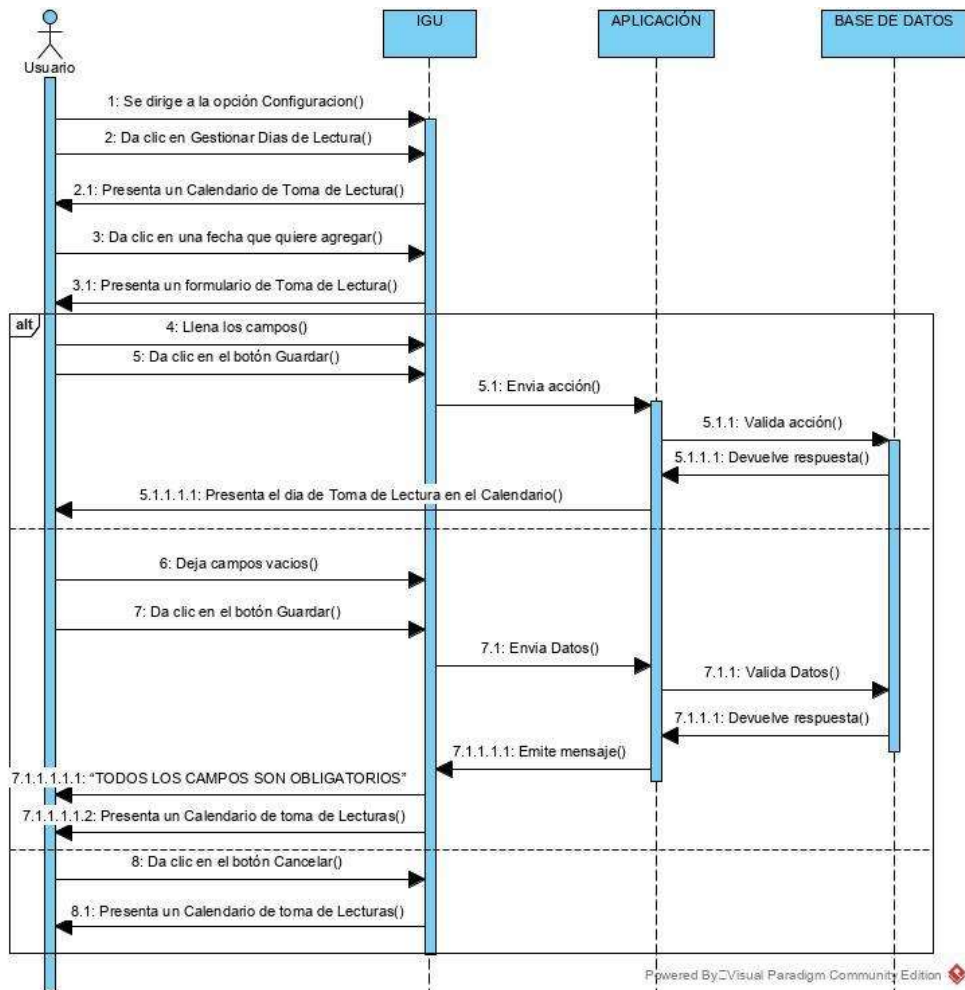 IGU
APLICACIÓN
BASE DE DATOS
Usuario
1: Se dirige a la opción Configuracion()
2: Da clic en Gestionar Dias de Lectura()
2.1: Presenta un Calendario de Toma de Lectura()
3: Da clic en una fecha que quiere agregar()
3.1: Presenta un formulario de Toma de Lectura()
alt
4: Llena los campos()
5: Da clic en el botón Guardar()
5.1: Envia acción()
5.1.1: Valida acción()
5.1.1.1: Devuelve respuesta()
5.1.1.1.1: Presenta el dia de Toma de Lectura en el Calendario()
6: Deja campos vacios()
7: Da clic en el botón Guardar()
7.1: Envia Datos()
7.1.1: Valida Datos()
7.1.1.1: Devuelve respuesta()
7.1.1.1.1: Emite mensaje()
7.1.1.1.1.1: “TODOS LOS CAMPOS SON OBLIGATORIOS”
7.1.1.1.1.2: Presenta un Calendario de toma de Lecturas()
8: Da clic en el botón Cancelar()
8.1: Presenta un Calendario de toma de Lecturas()
Powered By Visual Paradigm Community Edition